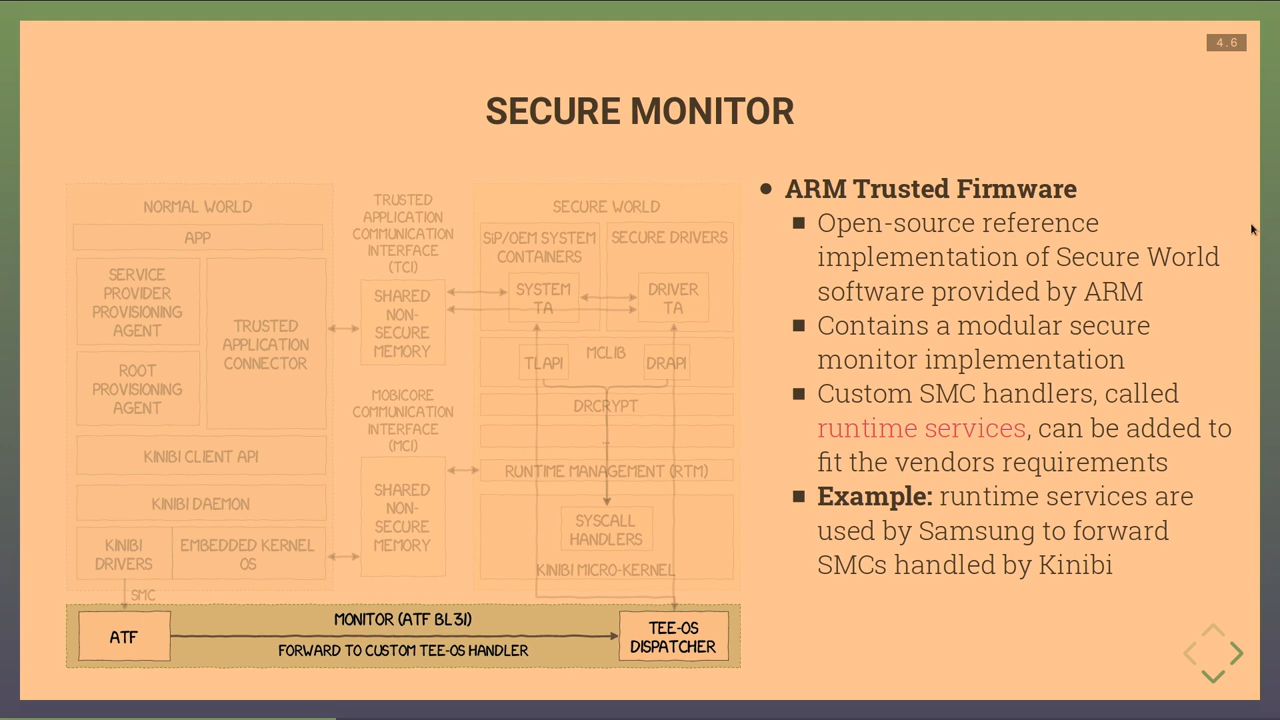 4.6
SECURE MONITOR
NORMAL WORLD
APP
SERVICE
PROVIDER
PROVISIONING
AGENT
ROOT
PROVISIONING
AGENT
TRUSTED
APPLICATION
CONNECTOR
KINIBI CLIENT API
KINIBI DAEMON
KINIBI
DRIVERS
EMBEDDED KERNEL
OS
SMC
TRUSTED
APPLICATION
COMMUNICATION
INTERFACE
(TCI)
SHARED
NON-
SECURE
MEMORY
MOBICORE
COMMUNICATION
INTERFACE
(MCI)
SHARED
NON-
SECURE
MEMORY
SECURE WORLD
SiP/OEM SYSTEM
CONTAINERS
SECURE DRIVERS
SYSTEM
TA
DRIVER
TA
TLAPI
MCLIB
DRAPI
DRCRYPT
RUNTIME MANAGEMENT (RTM)
SYSCALL
HANDLERS
KINIBI MICRO-KERNEL
ATF
MONITOR (ATF BL31)
FORWARD TO CUSTOM TEE-OS HANDLER
TEE-OS
DISPATCHER
• ARM Trusted Firmware
▪ Open-source reference
implementation of Secure World
software provided by ARM
▪ Contains a modular secure
monitor implementation
▪ Custom SMC handlers, called
runtime services, can be added to
fit the vendors requirements
▪ Example: runtime services are
used by Samsung to forward
SMCs handled by Kinibi